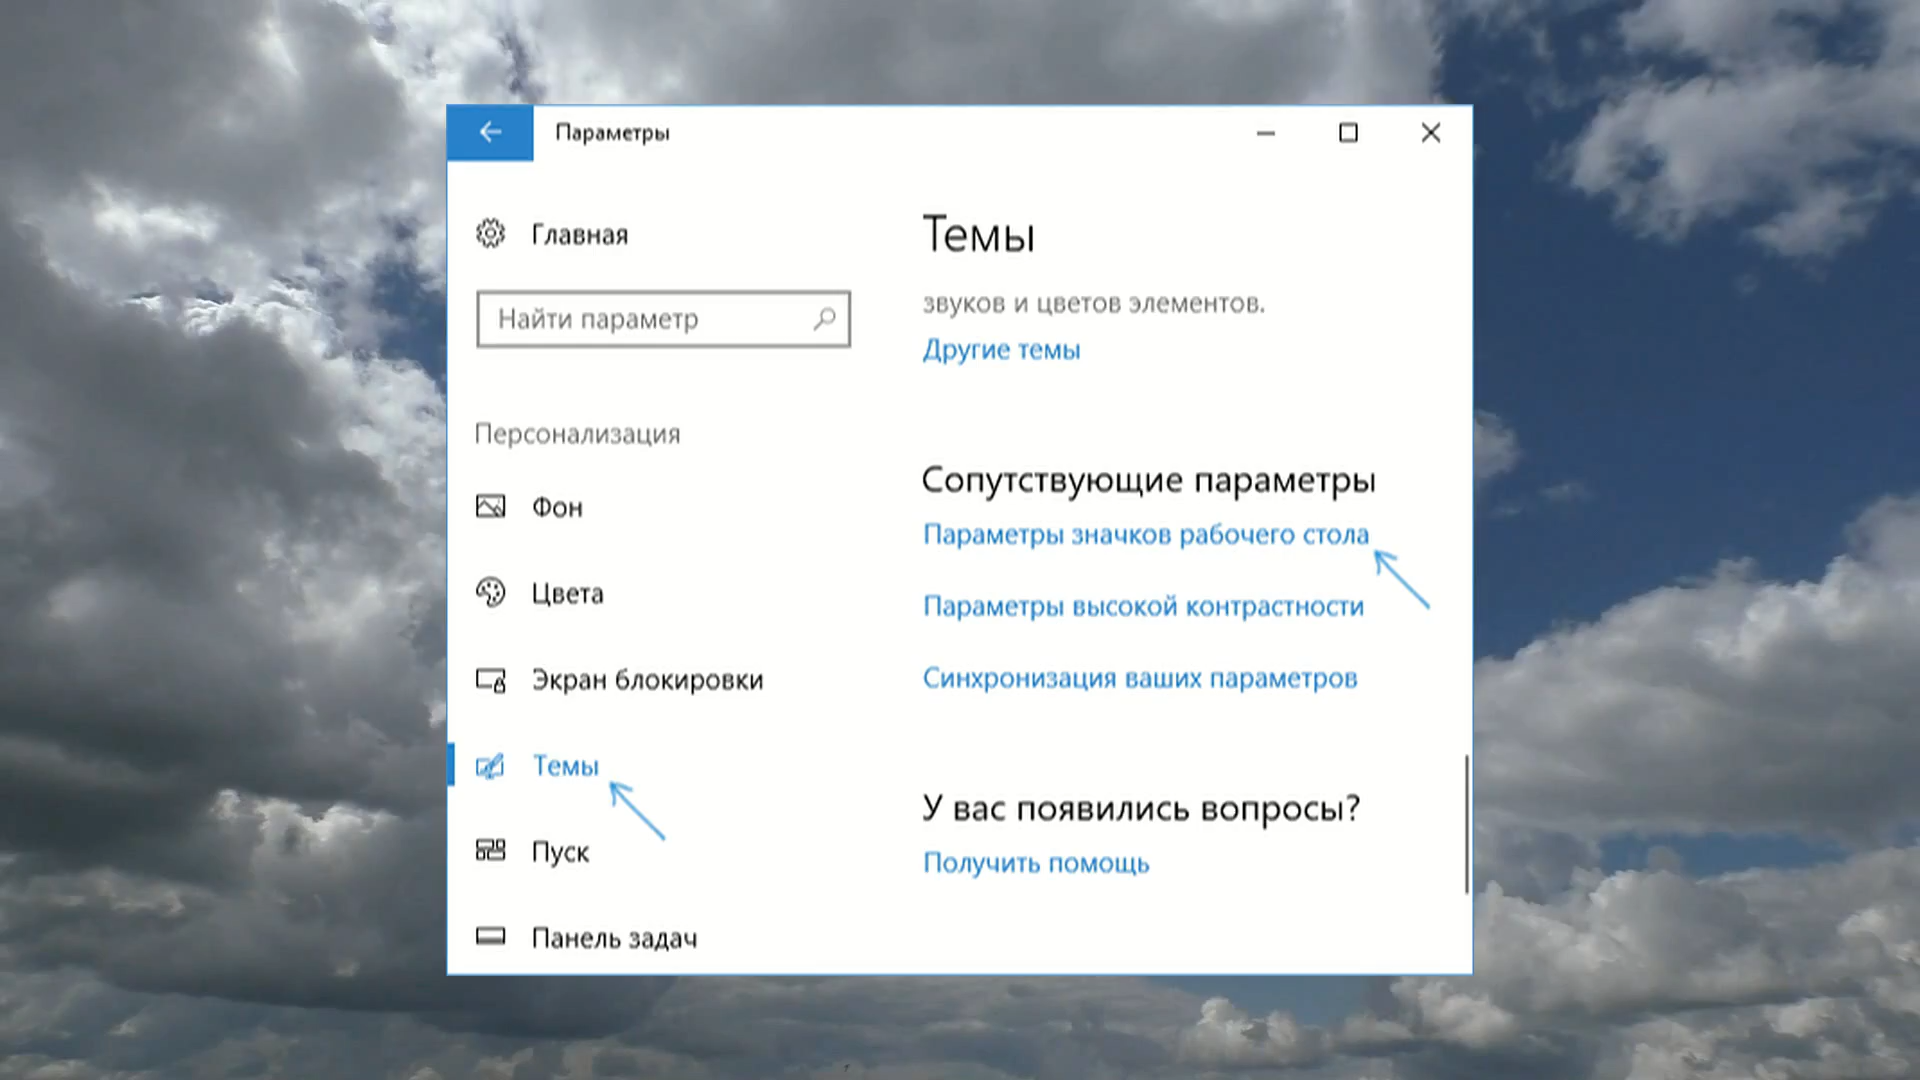 Параметры
Главная
Найти параметр
Персонализация
Фон
Цвета
Экран блокировки
Темы
Пуск
Панель задач
Темы
звуков и цветов элементов.
Другие темы
Сопутствующие параметры
Параметры значков рабочего стола
Параметры высокой контрастности
Синхронизация ваших параметров
У вас появились вопросы?
Получить помощь